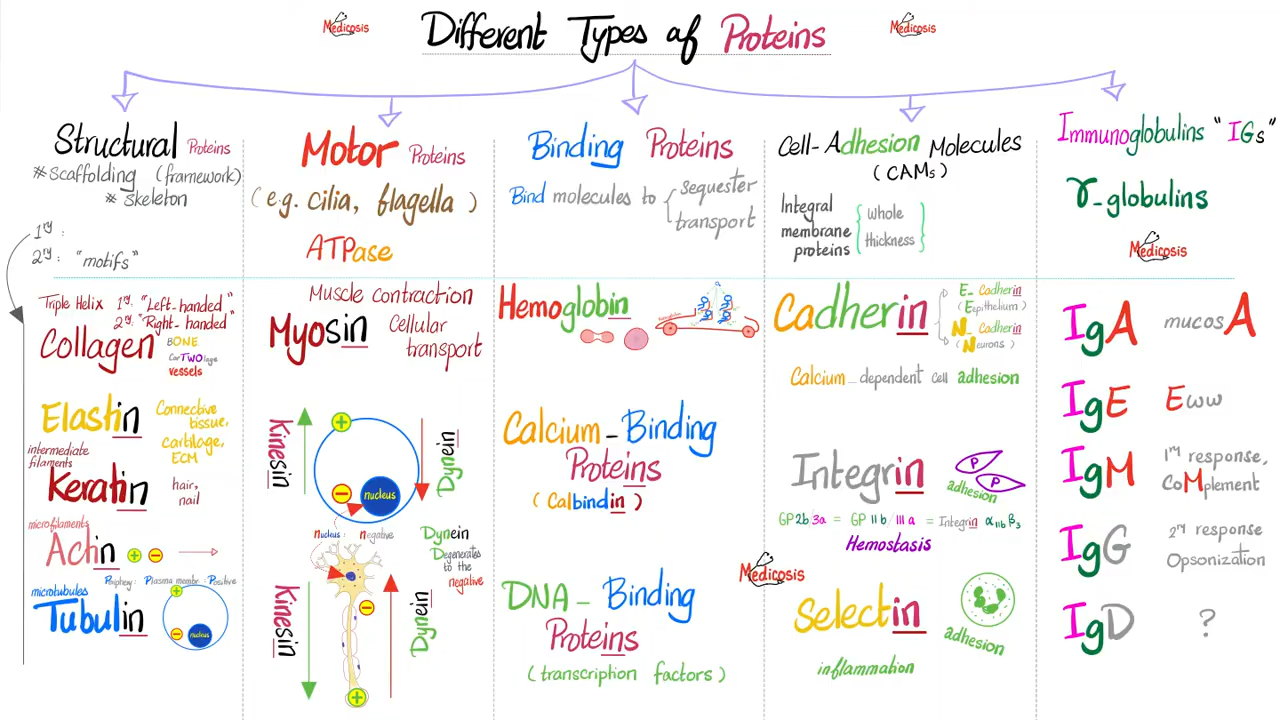 Medicosis
Different Types of Proteins
Medicosis
Structural Proteins
#scaffolding (framework)
# skeleton
1ry :
2ry : "motifs"
Triple Helix 1ry: "Left-handed"
2ry: "Right-handed"
Collagen
BONE
CarTWOlage
vessels
Elastin
Connective
tissue,
cartilage,
ECM
intermediate
filaments
Keratin
hair,
nail
microfilaments
Actin + -
Priphery: Plasma membr: Positive
microtubules
Tubulin
+
-
nucleus
Motor Proteins
(e.g. cilia, flagella)
ATPase
Muscle contraction
Myosin
Cellular
transport
Kinesin
+
-
nucleus
Dynein
nucleus: negative
Dynein
Degenerates
to the
negative
Kinesin
-
+
Dynein
Binding Proteins
Bind molecules to
sequester
transport
Hemoglobin
Calcium-Binding
Proteins
(Calbindin)
DNA-Binding
Proteins
(transcription factors)
Cell-Adhesion Molecules
(CAMs)
Integral
membrane
proteins
whole
thickness
Cadherin
E- Cadherin
(Epithelium)
N- Cadherin
(Neurons)
Calcium-dependent cell adhesion
Integrin
P
P
adhesion
GP2b/3a = GP IIb/IIIa = Integrin αIIb β3
Hemostasis
Medicosis
Selectin
adhesion
inflammation
Immunoglobulins "IGs"
γ-globulins
Medicosis
IgA mucosA
IgE Eww
IgM 1ry response,
CoMplement
IgG 2ry response
Opsonization
IgD ?